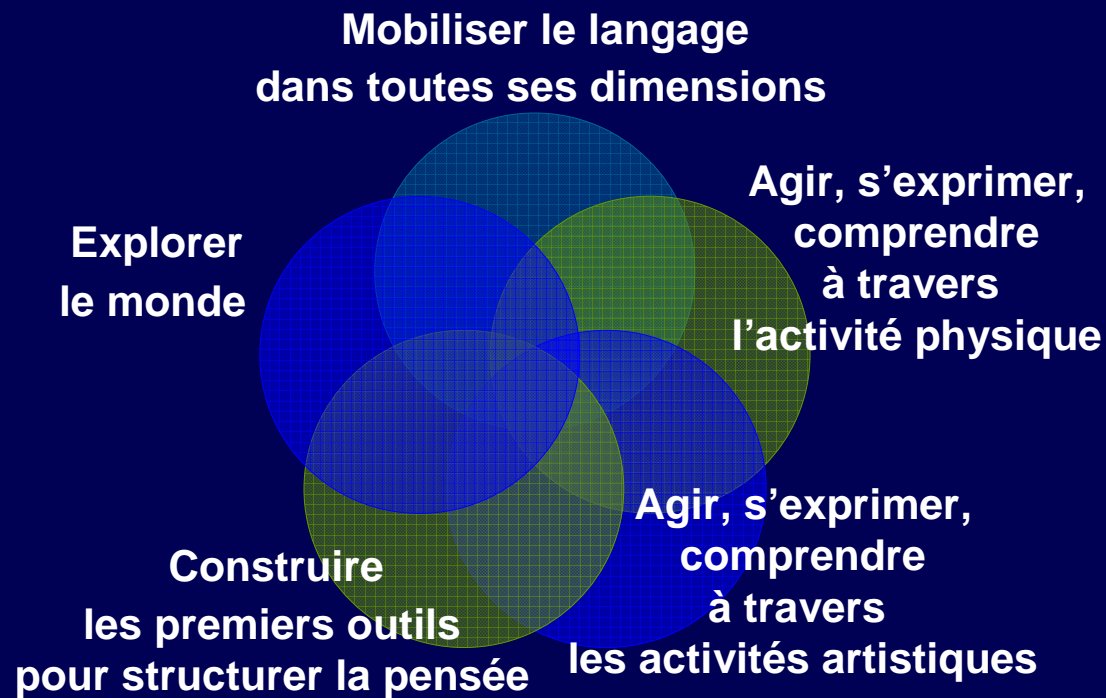 Mobiliser le langage
dans toutes ses dimensions
Agir, s’exprimer,
comprendre
à travers
l’activité physique
Explorer
le monde
Agir, s’exprimer,
comprendre
à travers
les activités artistiques
Construire
les premiers outils
pour structurer la pensée